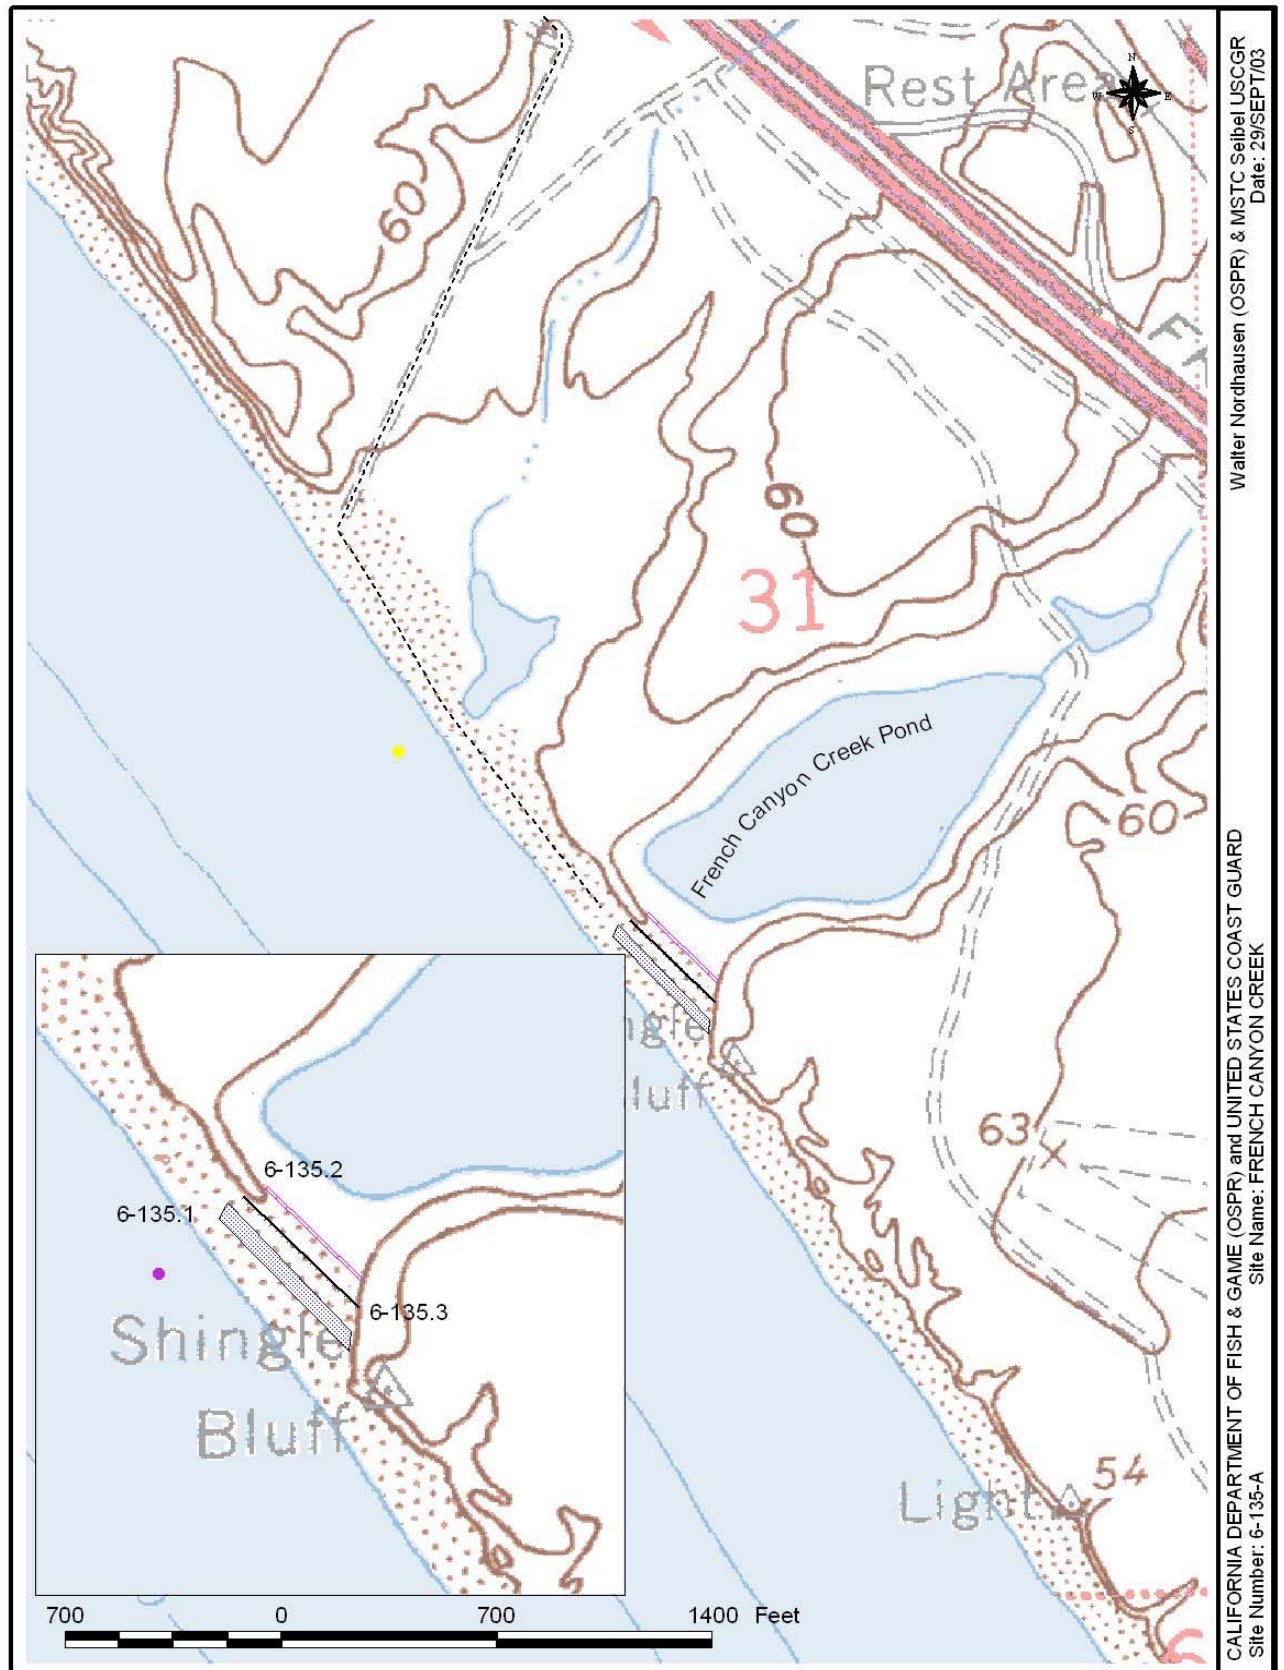 Rest Area
N
W E
S
60
60
31
French Canyon Creek Pond
60
63
54
Light
6-135.2
6-135.1
6-135.3
Shingle
Bluff
700 0 700 1400 Feet
CALIFORNIA DEPARTMENT OF FISH & GAME (OSPR) and UNITED STATES COAST GUARD
Site Number: 6-135-A Site Name: FRENCH CANYON CREEK
Walter Nordhausen (OSPR) & MSTC Seibel USCGR
Date: 29/SEPT/03